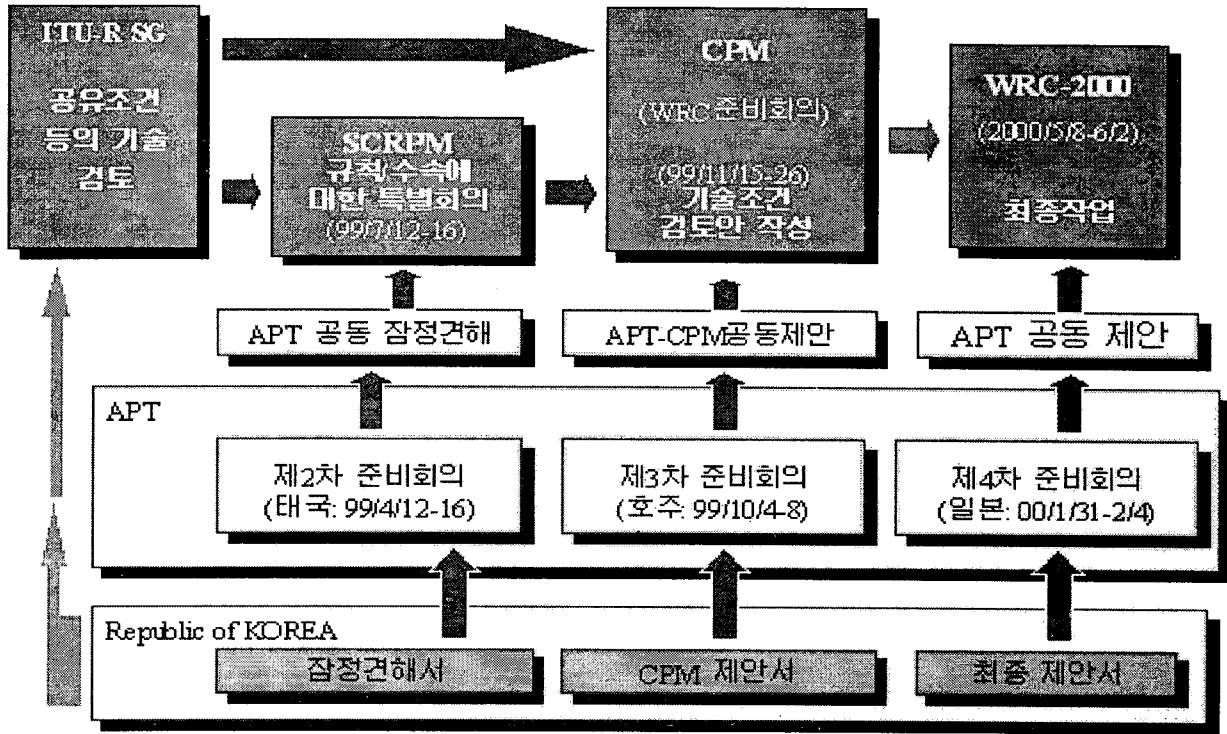 ITU-R SG
공유조건
등의 기술
검토
SCRPM
규칙/수속에
대한 특별회의
(99/7/12-16)
CPM
(WRC 준비회의)
(99/11/15-26)
기술조건
검토안 작성
WRC-2000
(2000/5/8-6/2)
최종작업
APT 공동 잠정견해
APT-CPM공동제안
APT 공동 제안
APT
제2차 준비회의
(태국: 99/4/12-16)
제3차 준비회의
(호주: 99/10/4-8)
제4차 준비회의
(일본: 00/1/31-2/4)
Republic of KOREA
잠정견해서
CPM 제안서
최종 제안서